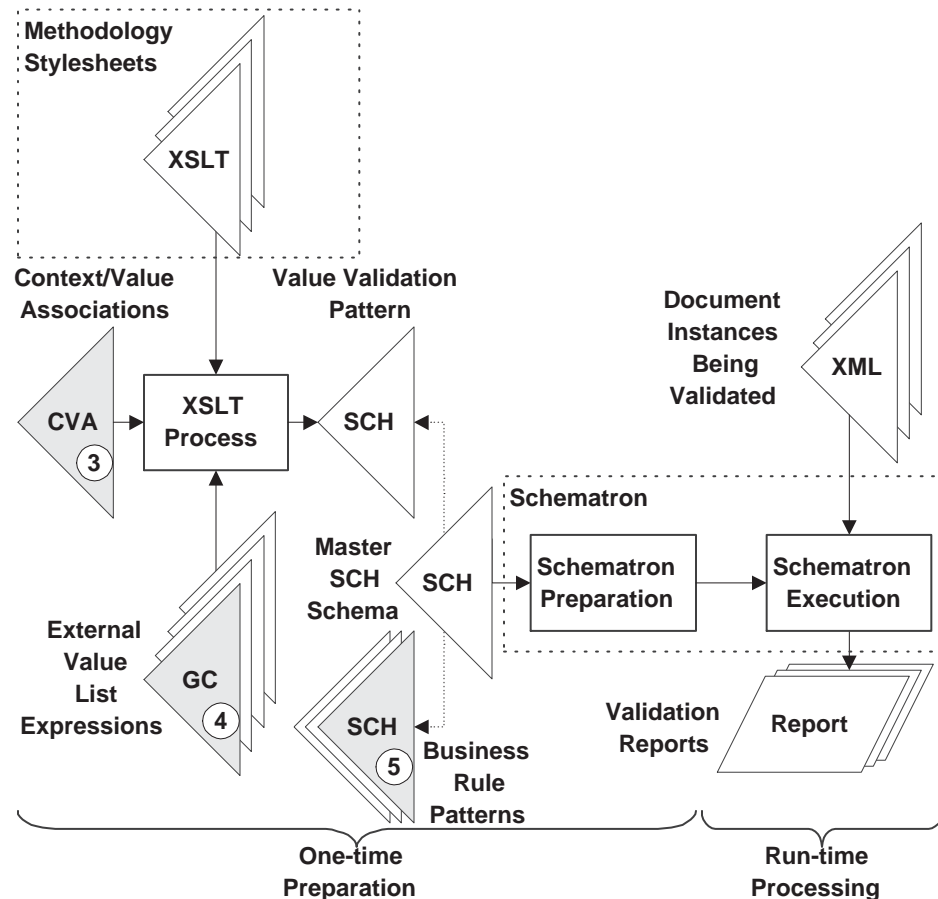 Methodology
Stylesheets
XSLT
Context/Value
Associations
Value Validation
Pattern
Document
Instances
Being
Validated
XML
CVA
3
XSLT
Process
SCH
Schematron
Master
SCH
Schema
SCH
Schematron
Preparation
Schematron
Execution
External
Value
List
Expressions
GC
4
SCH
5
Business
Rule
Patterns
Validation
Reports
Report
One-time
Preparation
Run-time
Processing